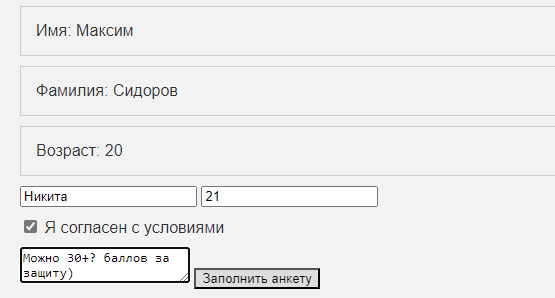 Имя: Максим
Фамилия: Сидоров
Возраст: 20
Никита 21
Я согласен с условиями
Можно 30+? баллов за
защиту)
Заполнить анкету